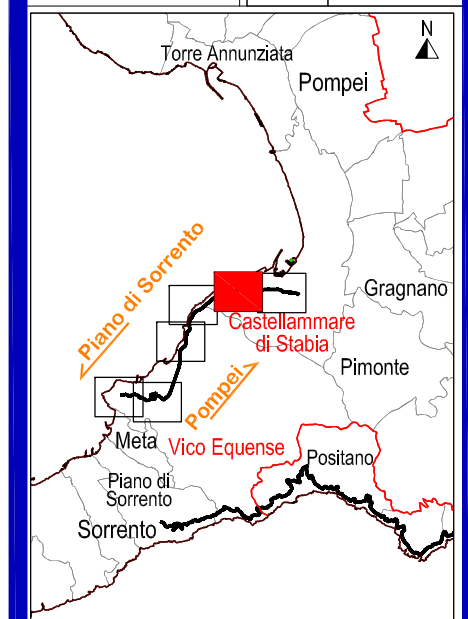 N
Torre Annunziata
Pompei
Piano di Sorrento
Gragnano
Castellammare
di Stabia
Pimonte
Pompei
Meta
Vico Equense
Positano
Piano di
Sorrento
Sorrento